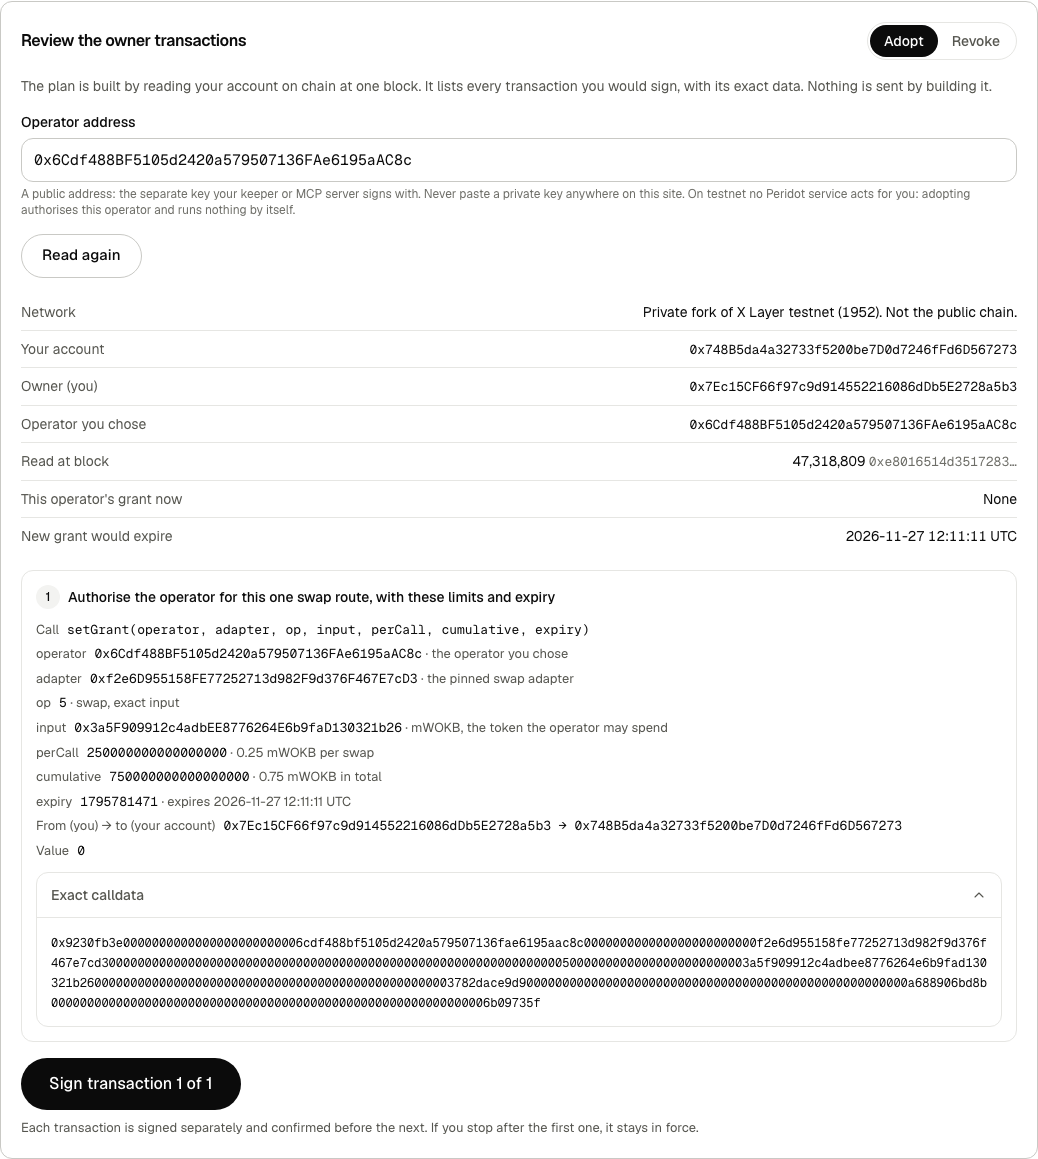 Review the owner transactions
Adopt
Revoke
The plan is built by reading your account on chain at one block. It lists every transaction you would sign, with its exact data. Nothing is sent by building it.
Operator address
0x6Cdf488BF5105d2420a579507136FAe6195aAC8c
A public address: the separate key your keeper or MCP server signs with. Never paste a private key anywhere on this site. On testnet no Peridot service acts for you: adopting
authorises this operator and runs nothing by itself.
Read again
Network
Private fork of X Layer testnet (1952). Not the public chain.
Your account
0x748B5da4a32733f5200be7D0d7246fFd6D567273
Owner (you)
0x7Ec15CF66f97c9d914552216086dDb5E2728a5b3
Operator you chose
0x6Cdf488BF5105d2420a579507136FAe6195aAC8c
Read at block
47,318,809 0xe8016514d3517283…
This operator's grant now
None
New grant would expire
2026-11-27 12:11:11 UTC
1 Authorise the operator for this one swap route, with these limits and expiry
Call setGrant(operator, adapter, op, input, perCall, cumulative, expiry)
operator 0x6Cdf488BF5105d2420a579507136FAe6195aAC8c · the operator you chose
adapter 0xf2e6D955158FE77252713d982F9d376F467E7cD3 · the pinned swap adapter
op 5 · swap, exact input
input 0x3a5F909912c4adbEE8776264E6b9faD130321b26 · mWOKB, the token the operator may spend
perCall 250000000000000000 · 0.25 mWOKB per swap
cumulative 750000000000000000 · 0.75 mWOKB in total
expiry 1795781471 · expires 2026-11-27 12:11:11 UTC
From (you) → to (your account) 0x7Ec15CF66f97c9d914552216086dDb5E2728a5b3 → 0x748B5da4a32733f5200be7D0d7246fFd6D567273
Value 0
Exact calldata
0x9230fb3e0000000000000000000000006cdf488bf5105d2420a579507136fae6195aac8c000000000000000000000000f2e6d955158fe77252713d982f9d376f
467e7cd300000000000000000000000000000000000000000000000000000000000000050000000000000000000000003a5f909912c4adbee8776264e6b9fad130
321b2600000000000000000000000000000000000000000000000003782dace9d900000000000000000000000000000000000000000000000000000a688906bd8b
000000000000000000000000000000000000000000000000000000000000006b09735f
Sign transaction 1 of 1
Each transaction is signed separately and confirmed before the next. If you stop after the first one, it stays in force.